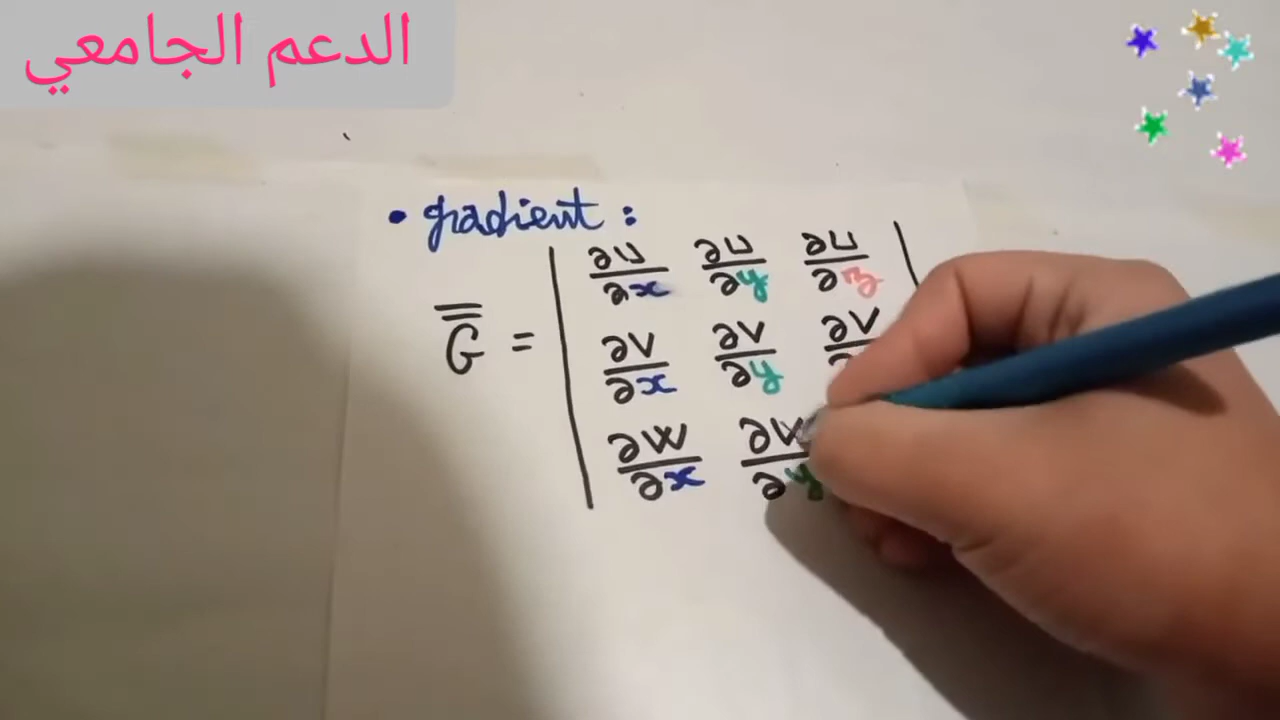 الدعم الجامعي
• gradient :
∂U/∂x ∂U/∂y ∂U/∂z
G̿ =
∂V/∂x ∂V/∂y ∂V/∂
∂W/∂x ∂W/∂y